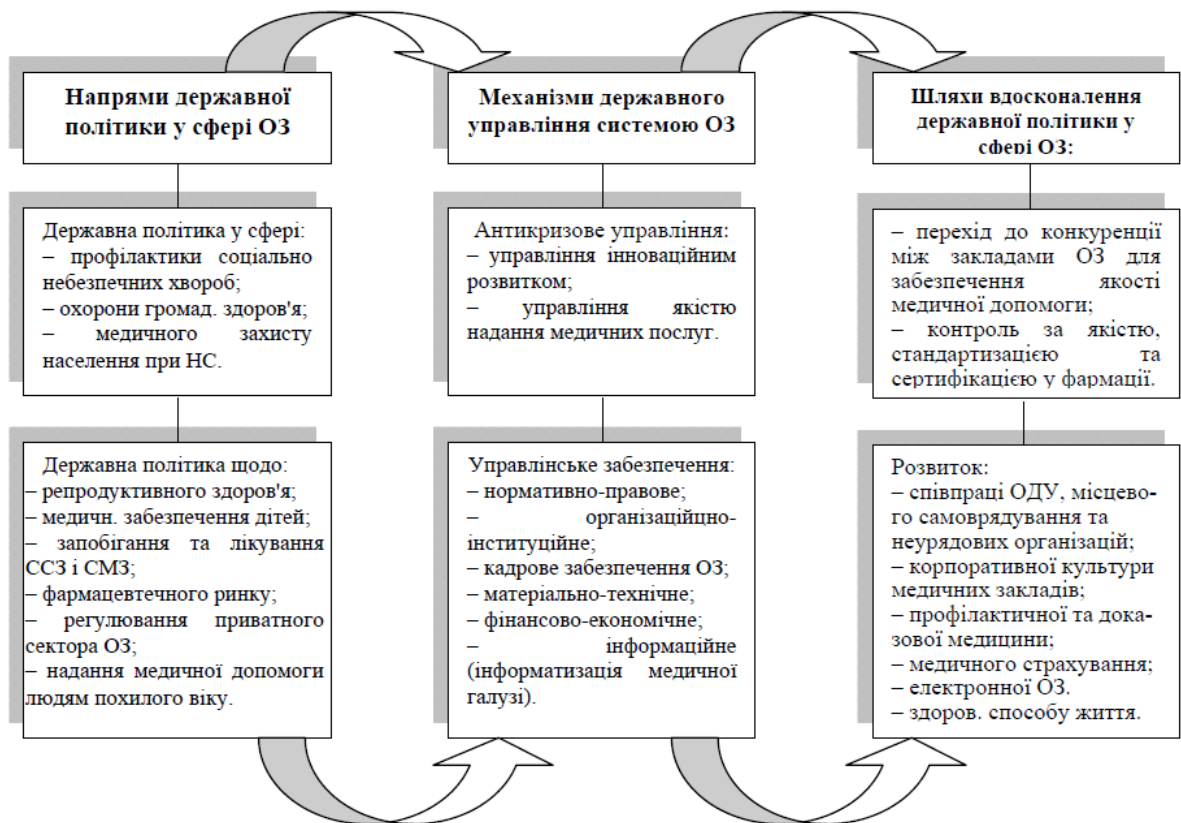 Напрями державної
політики у сфері ОЗ
Державна політика у сфері:
– профілактики соціально
небезпечних хвороб;
– охорони громад. здоров'я;
– медичного захисту
населення при НС.
Державна політика щодо:
– репродуктивного здоров'я;
– медичн. забезпечення дітей;
– запобігання та лікування
ССЗ і СМЗ;
– фармацевтечного ринку;
– регулювання приватного
сектора ОЗ;
– надання медичної допомоги
людям похилого віку.
Механізми державного
управління системою ОЗ
Антикризове управління:
– управління інноваційним
розвитком;
– управління якістю
надання медичних послуг.
Управлінське забезпечення:
– нормативно-правове;
– організаційцно-
інституційне;
– кадрове забезпечення ОЗ;
– матеріально-технічне;
– фінансово-економічне;
– інформаційне
(інформатизація медичної
галузі).
Шляхи вдосконалення
державної політики у
сфері ОЗ:
– перехід до конкуренції
між закладами ОЗ для
забезпечення якості
медичної допомоги;
– контроль за якістю,
стандартизацією та
сертифікацією у фармації.
Розвиток:
– співпраці ОДУ, місцево-
го самоврядування та
неурядових організацій;
– корпоративної культури
медичних закладів;
– профілактичної та дока-
зової медицини;
– медичного страхування;
– електронної ОЗ.
– здоров. способу життя.